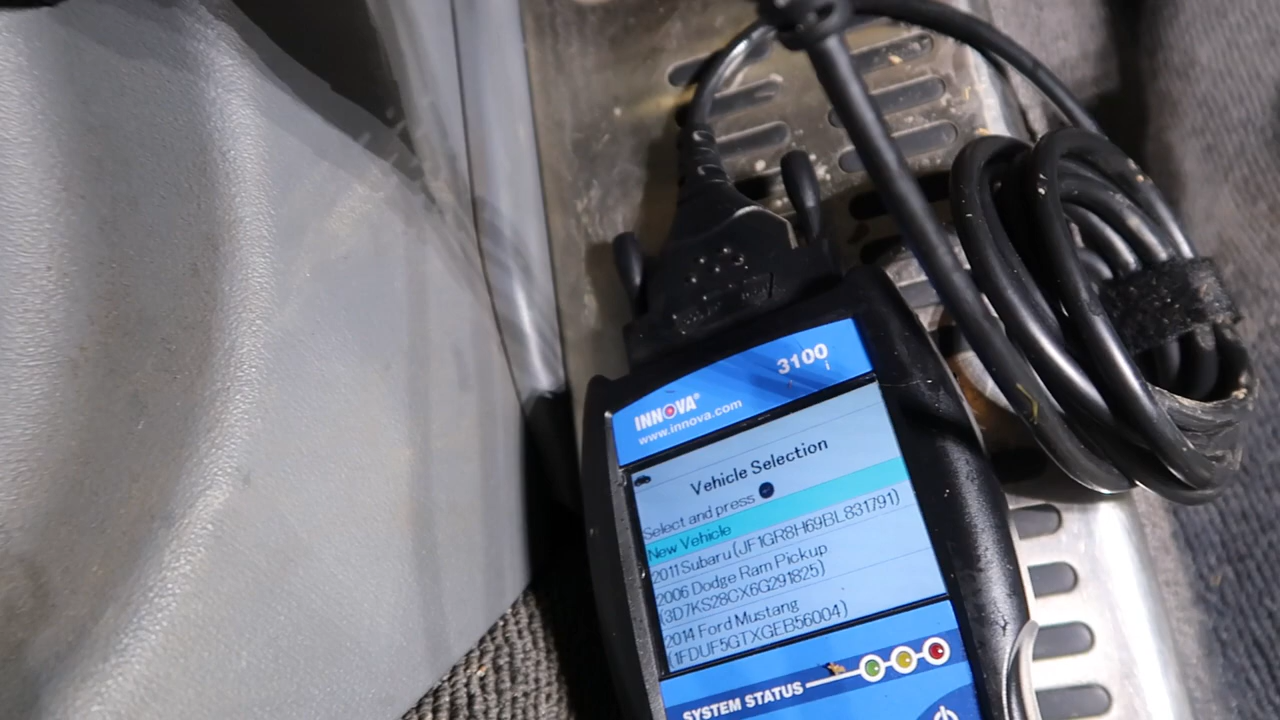 3100
i
INNOVA®
www.innova.com
Vehicle Selection
Select and press
New Vehicle
2011 Subaru (JF1GR8H69BL831791)
2006 Dodge Ram Pickup
(3D7KS28CX6G291825)
2014 Ford Mustang
(1FDUF5GTXGEB56004)
SYSTEM STATUS